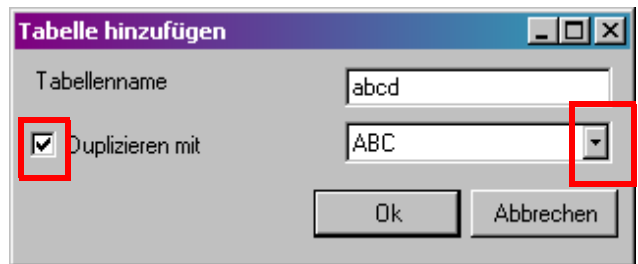 Tabelle hinzufügen
Tabellenname abcd
Duplizieren mit ABC
Ok Abbrechen